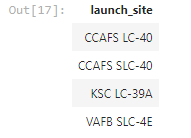 Out[17]: launch_site
CCAFS LC-40
CCAFS SLC-40
KSC LC-39A
VAFB SLC-4E